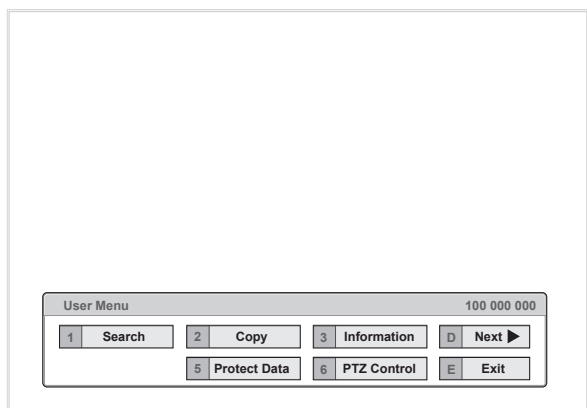 User Menu 100 000 000
1 Search 2 Copy 3 Information D Next ▶
5 Protect Data 6 PTZ Control E Exit